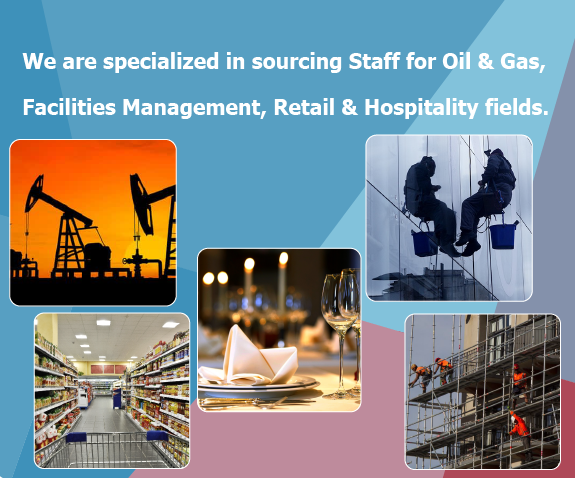 We are specialized in sourcing Staff for Oil & Gas,
Facilities Management, Retail & Hospitality fields.